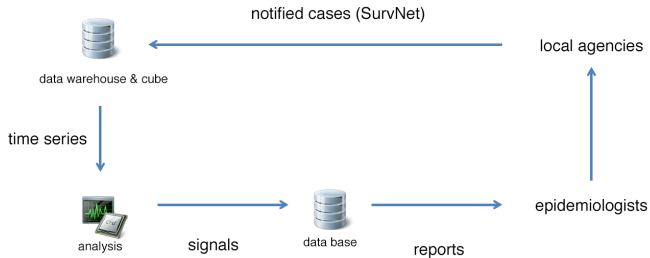 notified cases (SurvNet)
local agencies
data warehouse & cube
time series
epidemiologists
analysis
signals
data base
reports